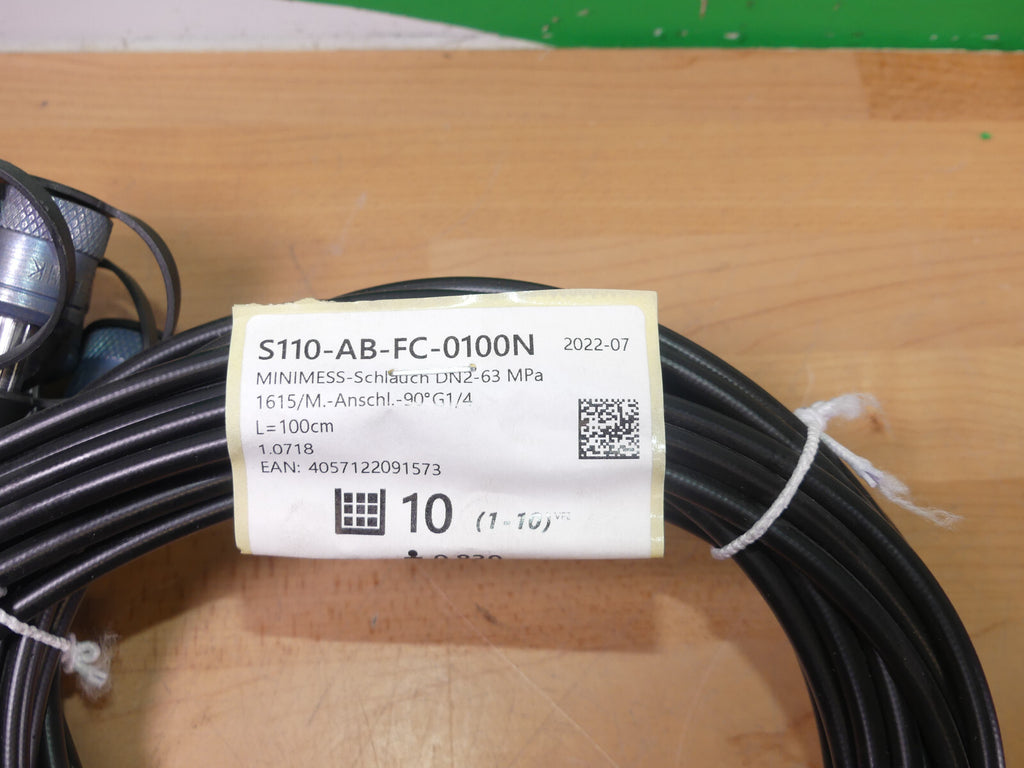 S110-AB-FC-0100N 2022-07
MINIMESS-Schlauch DN2-63 MPa
1615/M.-Anschl.-90°G1/4
L=100cm
1.0718
EAN: 4057122091573
10 (1-10) VPE